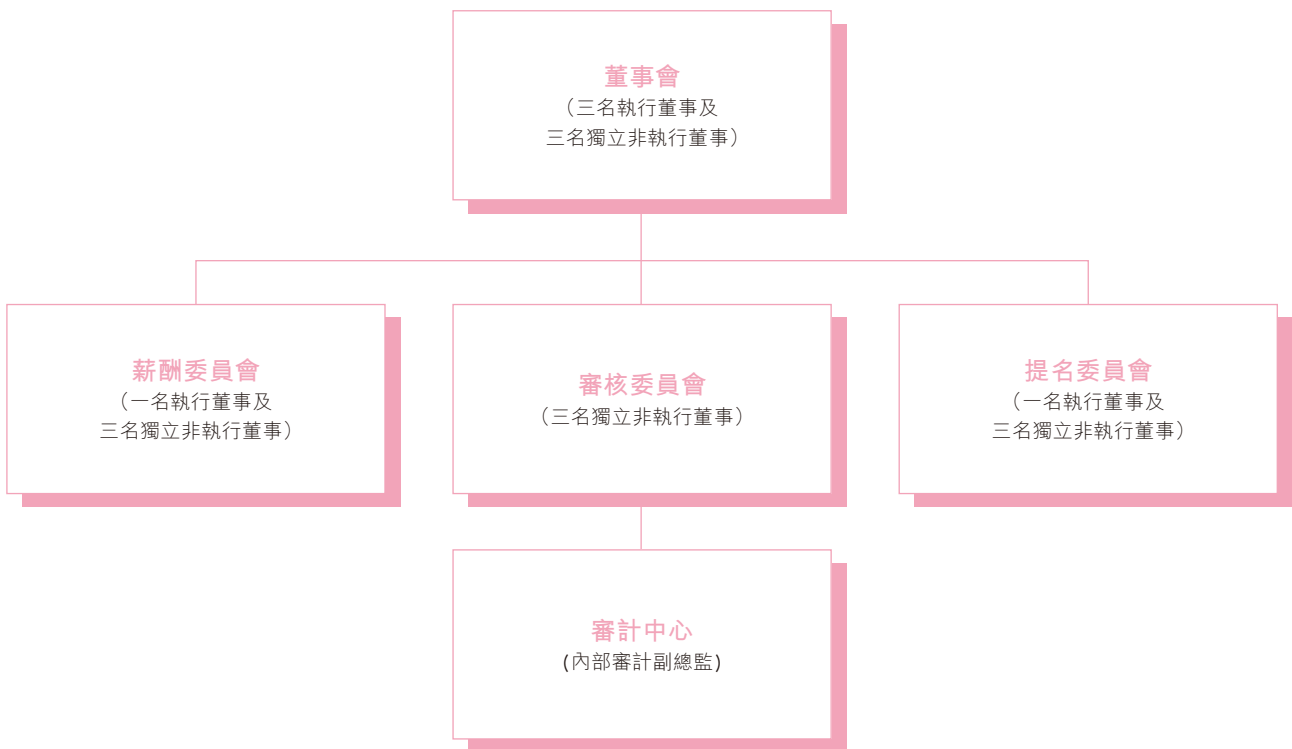 董事會
（三名執行董事及
三名獨立非執行董事）
薪酬委員會
（一名執行董事及
三名獨立非執行董事）
審核委員會
（三名獨立非執行董事）
提名委員會
（一名執行董事及
三名獨立非執行董事）
審計中心
(內部審計副總監)